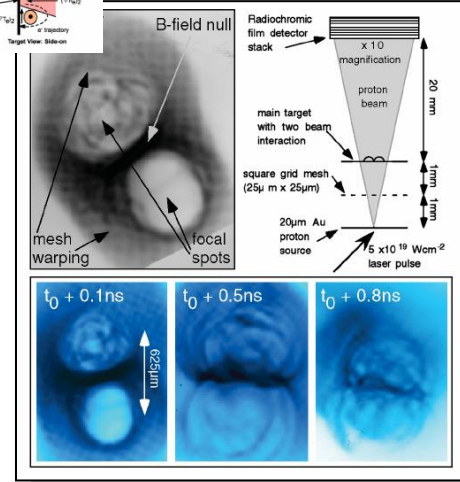 e⁻ trajectory
Target View: Side-on
B-field null
mesh
warping
focal
spots
Radiochromic
film detector
stack
x 10
magnification
proton
beam
20 mm
main target
with two beam
interaction
1mm
square grid mesh
(25µ m x 25µm)
1mm
20µm Au
proton
source
5 x10 ¹⁹ Wcm⁻²
laser pulse
t₀ + 0.1ns
625µm
t₀ + 0.5ns
t₀ + 0.8ns